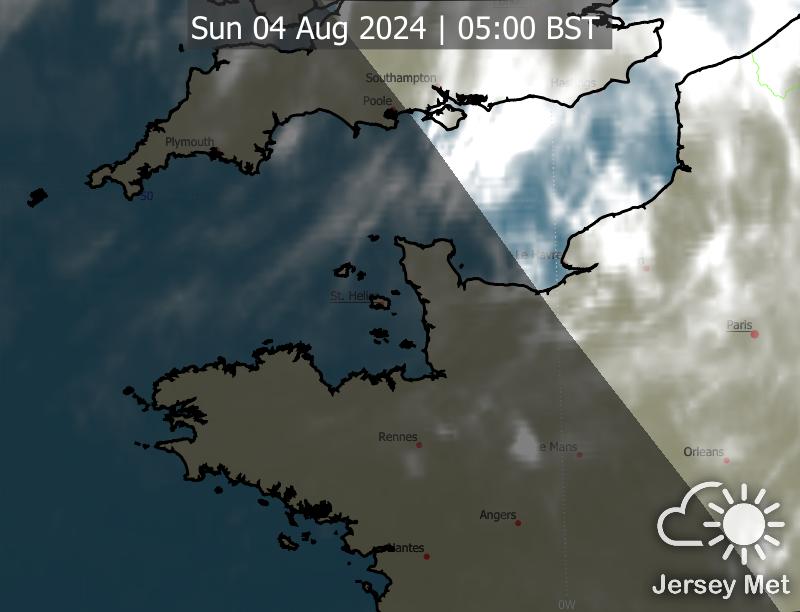 Sun 04 Aug 2024 | 05:00 BST
Southampton
Hastings
Poole
Plymouth
50
Le Havre
St. Helier
Paris
Rennes
Le Mans
Orleans
Angers
Nantes
Jersey Met
0W